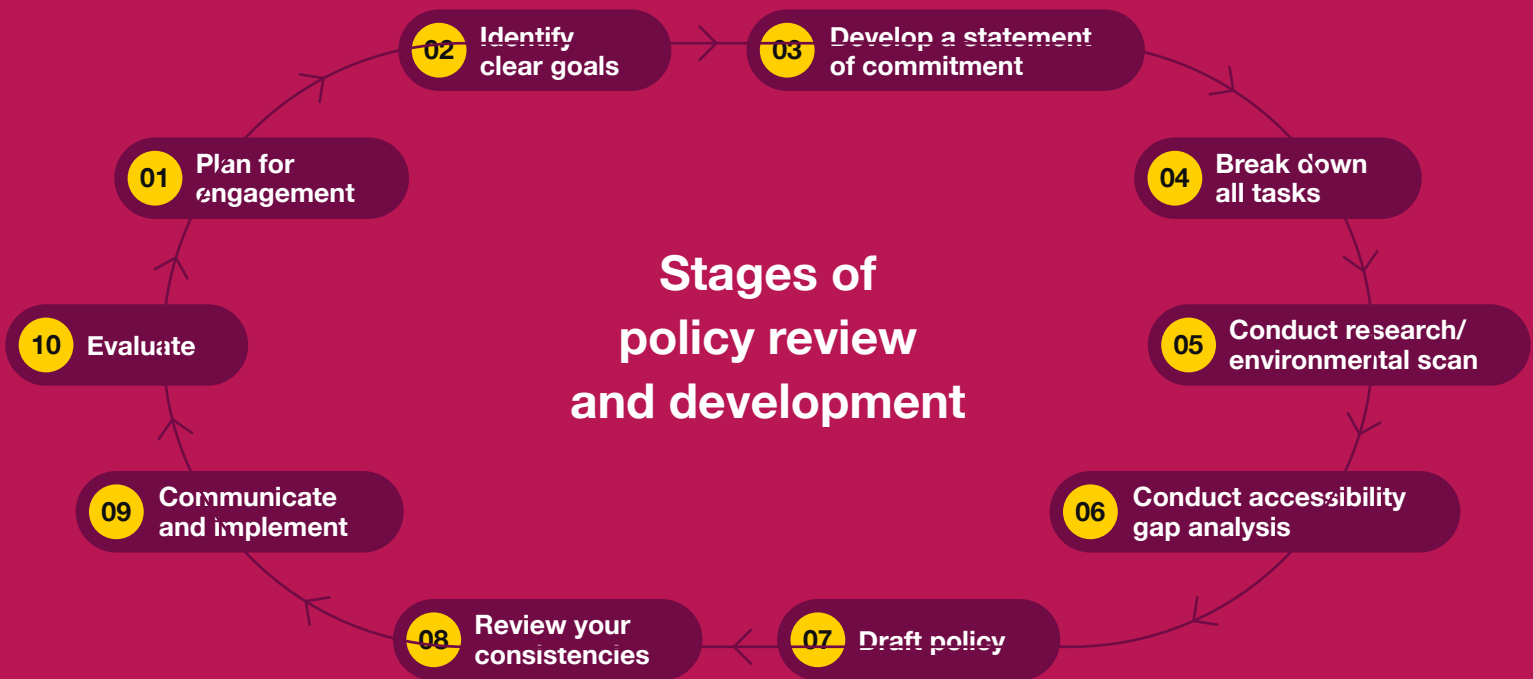 Stages of
policy review
and development
01
Plan for
engagement
02
Identify
clear goals
03
Develop a statement
of commitment
04
Break down
all tasks
05
Conduct research/
environmental scan
06
Conduct accessibility
gap analysis
07
Draft policy
08
Review your
consistencies
09
Communicate
and implement
10
Evaluate